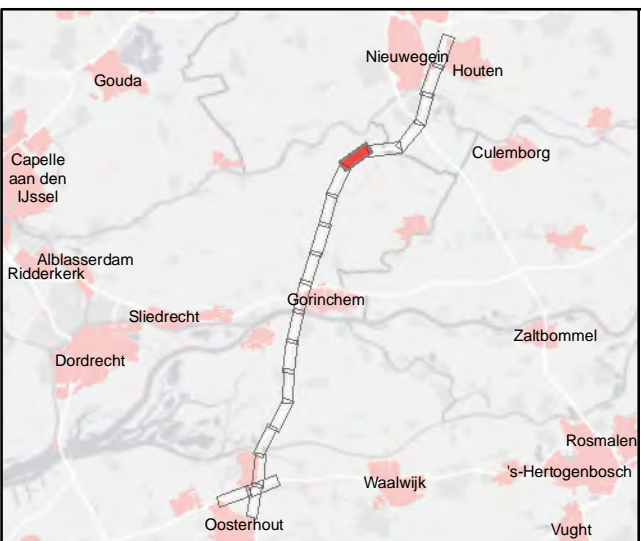 Nieuwegein
Houten
Gouda
Culemborg
Capelle
aan den
IJssel
Alblasserdam
Ridderkerk
Gorinchem
Sliedrecht
Zaltbommel
Dordrecht
Rosmalen
's-Hertogenbosch
Waalwijk
Oosterhout
Vught